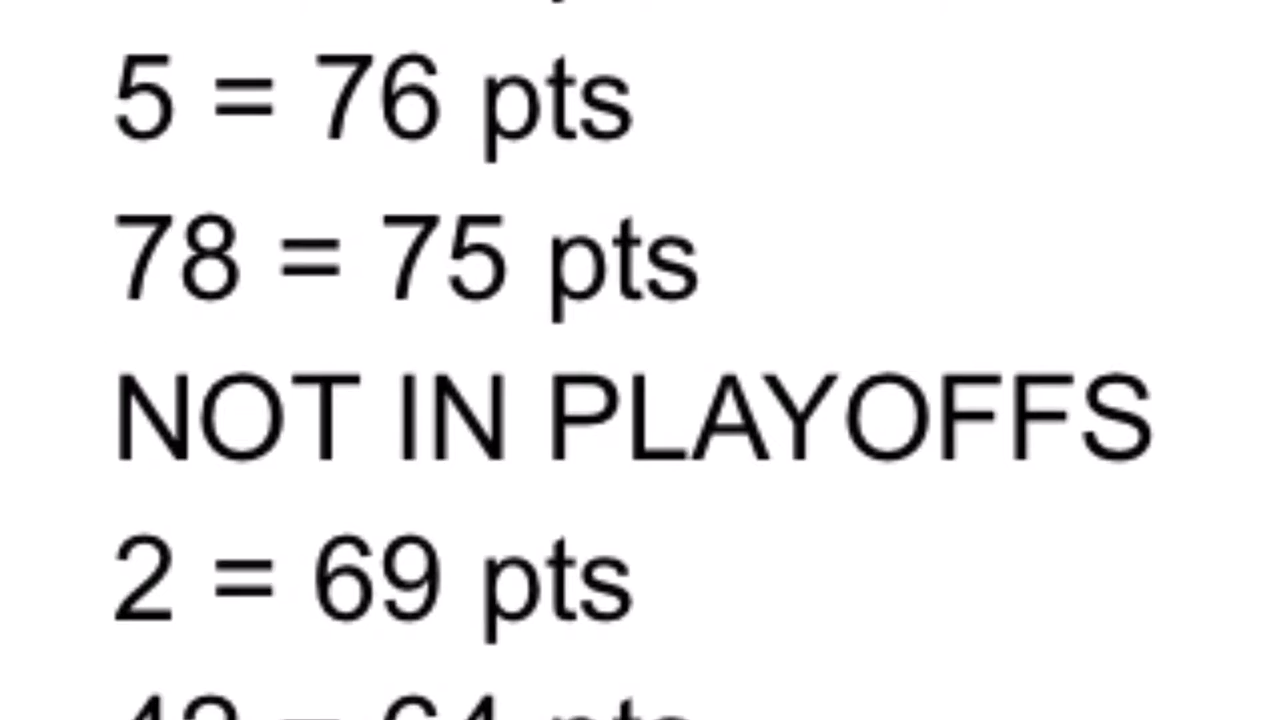 5 = 76 pts
78 = 75 pts
NOT IN PLAYOFFS
2 = 69 pts